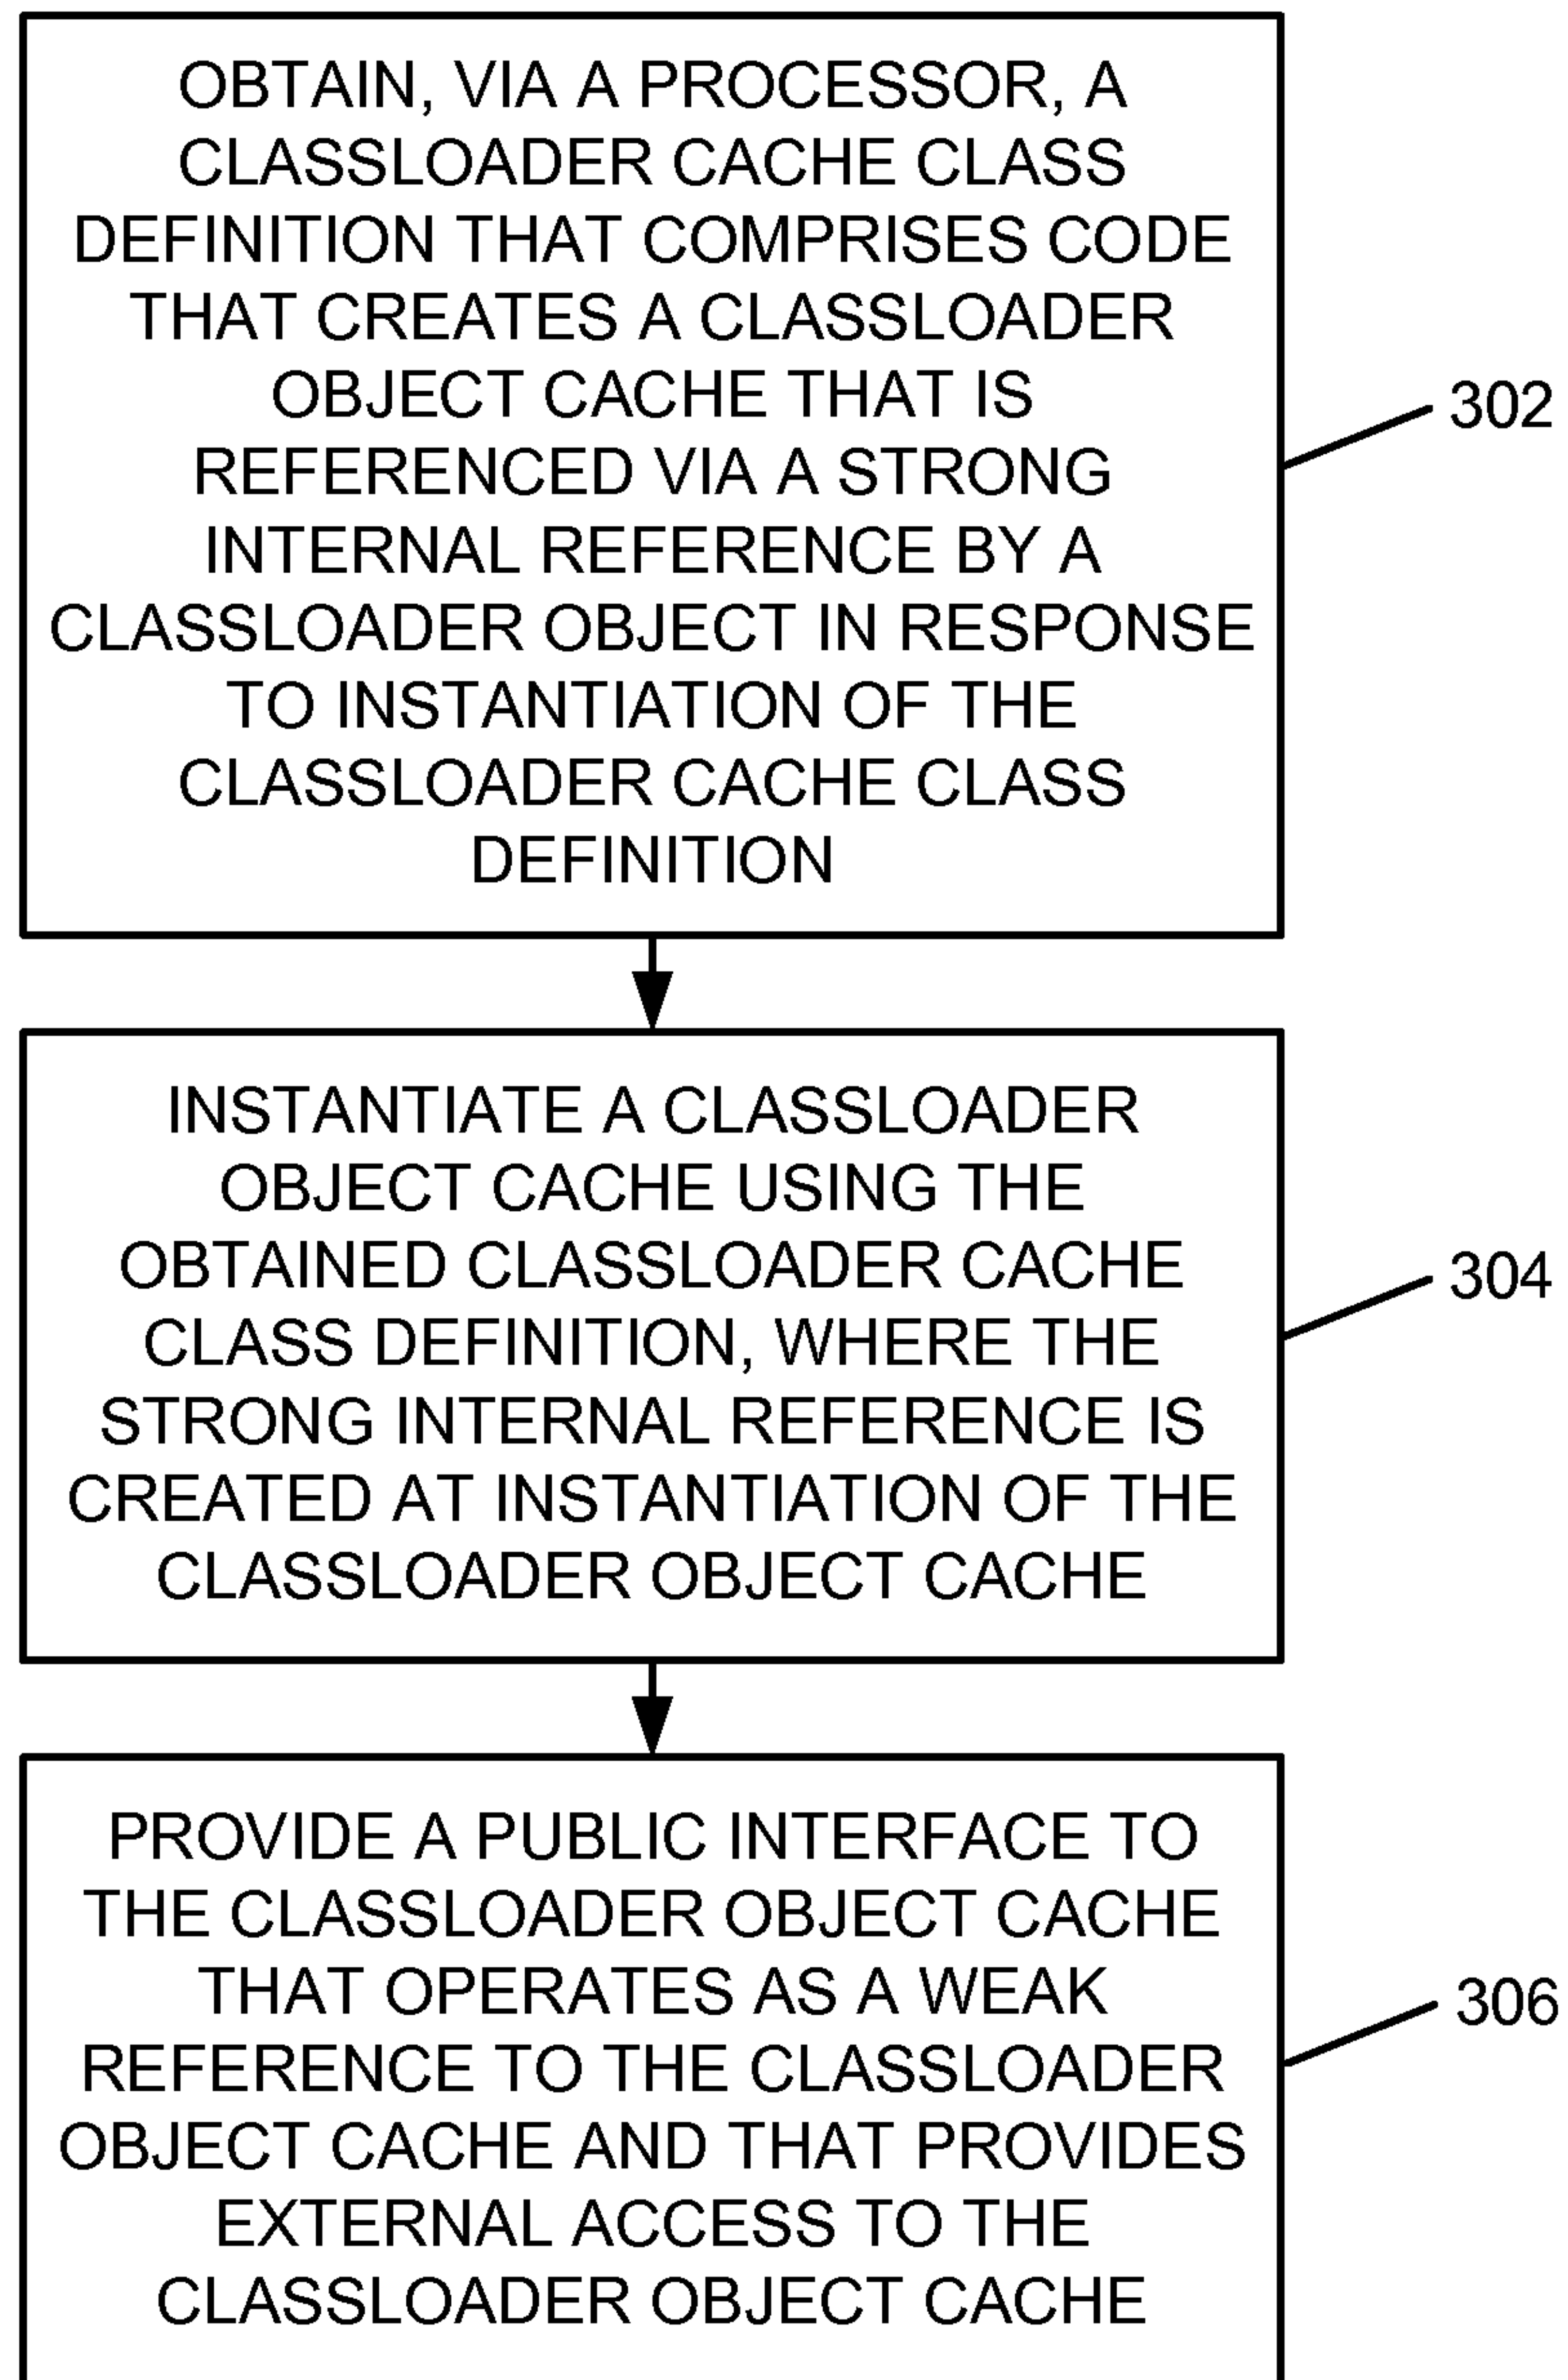 OBTAIN, VIA A PROCESSOR, A
CLASSLOADER CACHE CLASS
DEFINITION THAT COMPRISES CODE
THAT CREATES A CLASSLOADER
OBJECT CACHE THAT IS
REFERENCED VIA A STRONG
INTERNAL REFERENCE BY A
CLASSLOADER OBJECT IN RESPONSE
TO INSTANTIATION OF THE
CLASSLOADER CACHE CLASS
DEFINITION
302
INSTANTIATE A CLASSLOADER
OBJECT CACHE USING THE
OBTAINED CLASSLOADER CACHE
CLASS DEFINITION, WHERE THE
STRONG INTERNAL REFERENCE IS
CREATED AT INSTANTIATION OF THE
CLASSLOADER OBJECT CACHE
304
PROVIDE A PUBLIC INTERFACE TO
THE CLASSLOADER OBJECT CACHE
THAT OPERATES AS A WEAK
REFERENCE TO THE CLASSLOADER
OBJECT CACHE AND THAT PROVIDES
EXTERNAL ACCESS TO THE
CLASSLOADER OBJECT CACHE
306